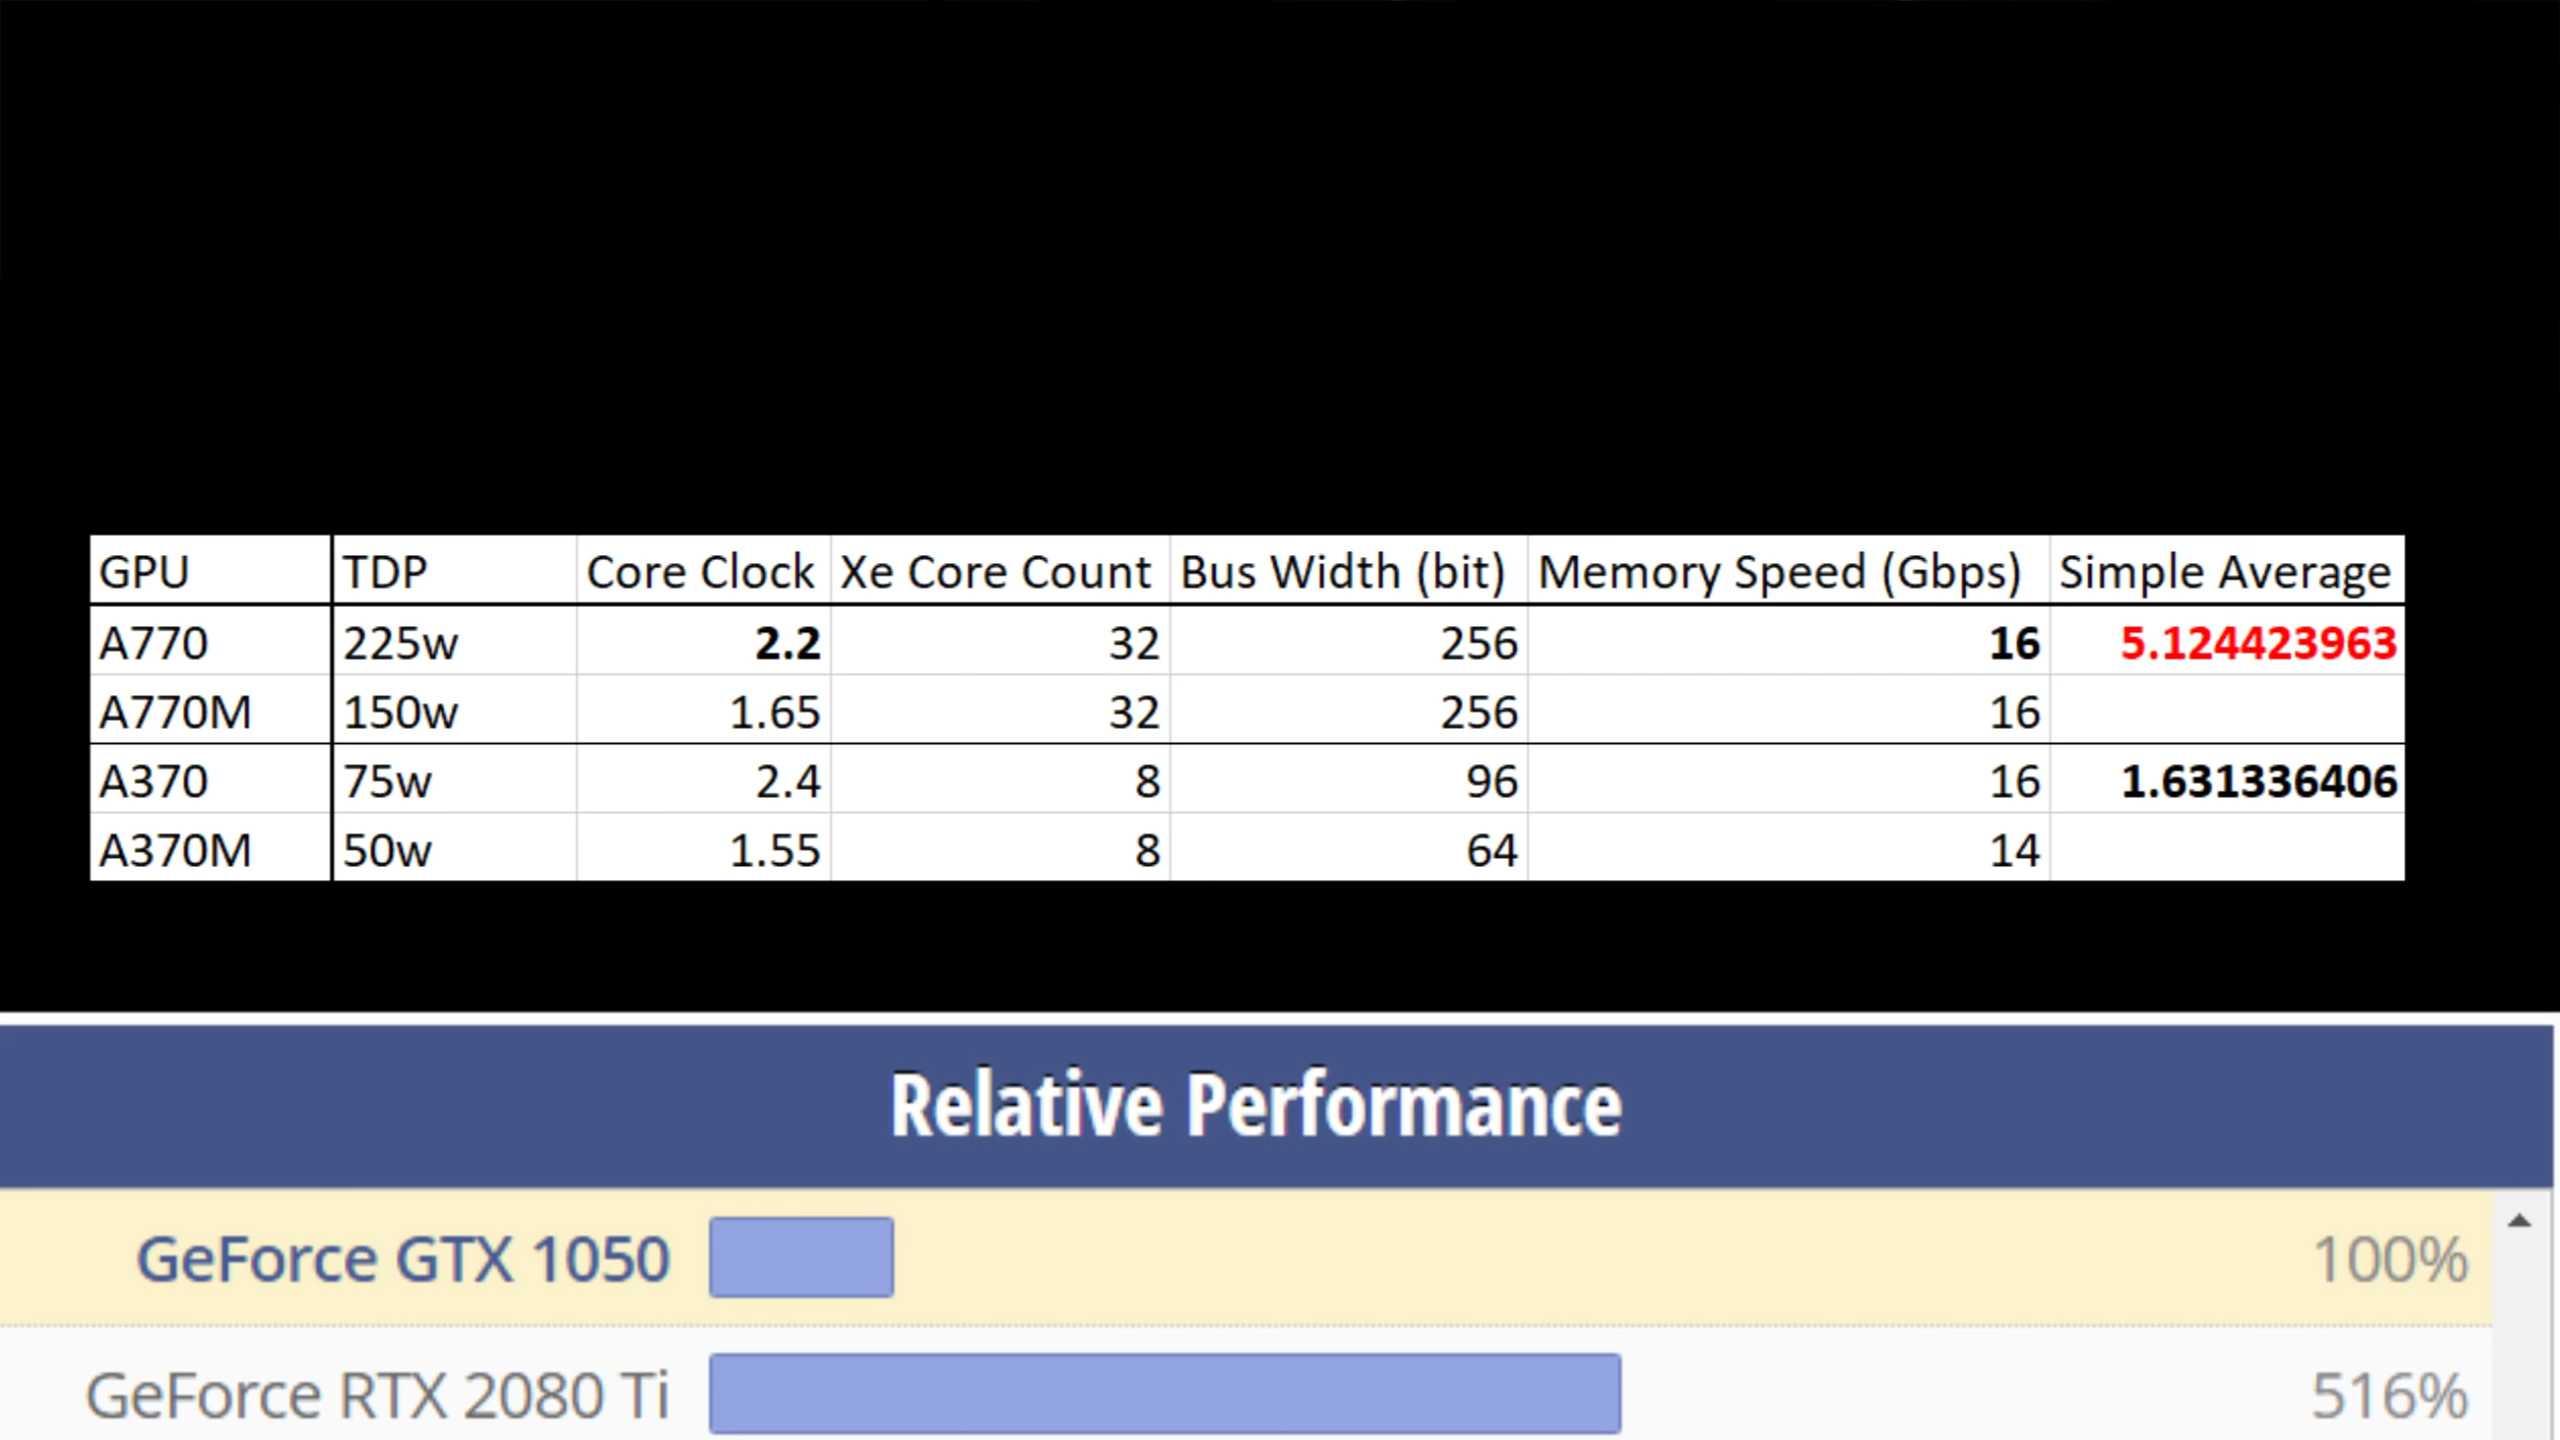 GPU TDP Core Clock Xe Core Count Bus Width (bit) Memory Speed (Gbps) Simple Average
A770 225w 2.2 32 256 16 5.124423963
A770M 150w 1.65 32 256 16
A370 75w 2.4 8 96 16 1.631336406
A370M 50w 1.55 8 64 14
Relative Performance
GeForce GTX 1050 100%
GeForce RTX 2080 Ti 516%